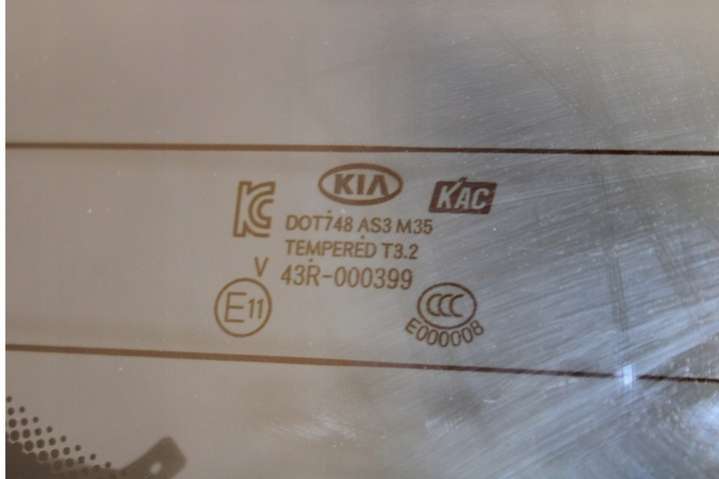 KIA KAC
KC
DOT748 AS3 M35
TEMPERED T3.2
V 43R-000399
E11 CCC
E000008